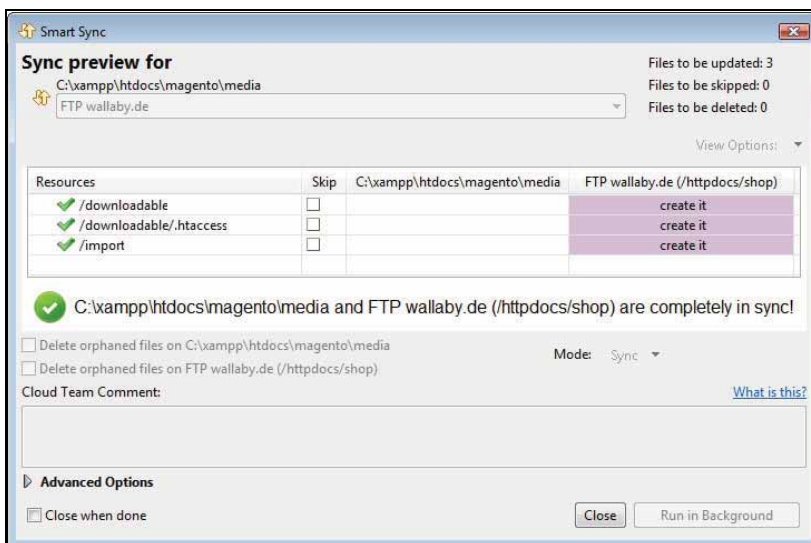 Smart Sync
Sync preview for
C:\xampp\htdocs\magento\media
FTP wallaby.de
Files to be updated: 3
Files to be skipped: 0
Files to be deleted: 0
View Options:
Resources Skip C:\xampp\htdocs\magento\media FTP wallaby.de (/httpdocs/shop)
/downloadable create it
/downloadable/.htaccess create it
/import create it
C:\xampp\htdocs\magento\media and FTP wallaby.de (/httpdocs/shop) are completely in sync!
Delete orphaned files on C:\xampp\htdocs\magento\media
Delete orphaned files on FTP wallaby.de (/httpdocs/shop)
Mode: Sync
Cloud Team Comment: What is this?
Advanced Options
Close when done Close Run in Background